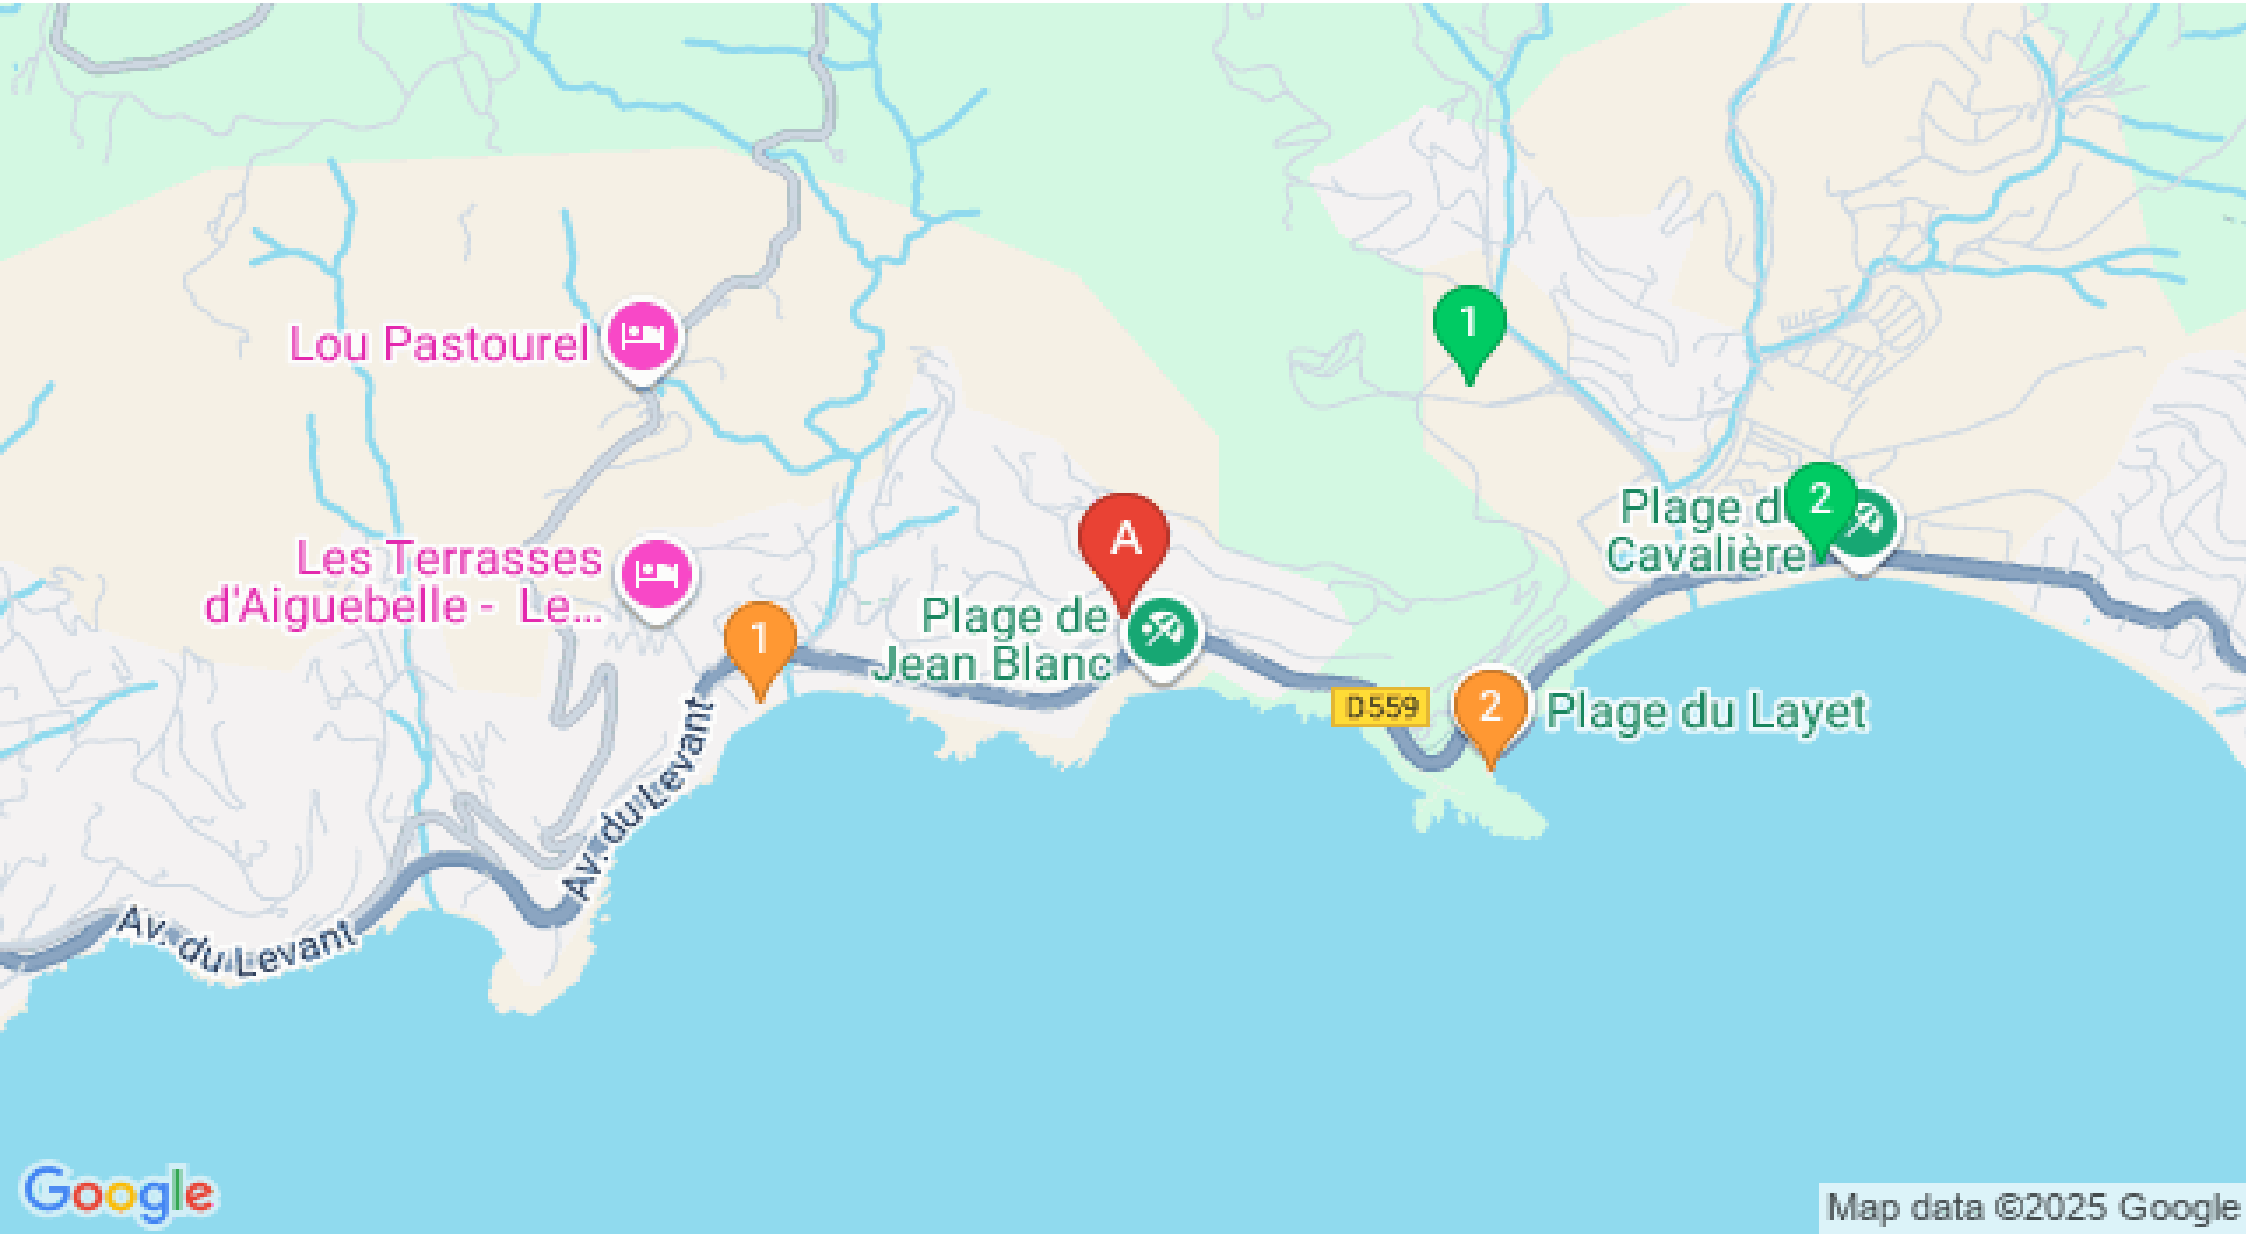 1
Lou Pastourel
A
Plage d
2
Cavalière
Les Terrasses
d'Aiguebelle - Le...
1
Plage de
Jean Blanc
D559
2
Plage du Layet
Av. du Levant
Av. du Levant
Google
Map data ©2025 Google